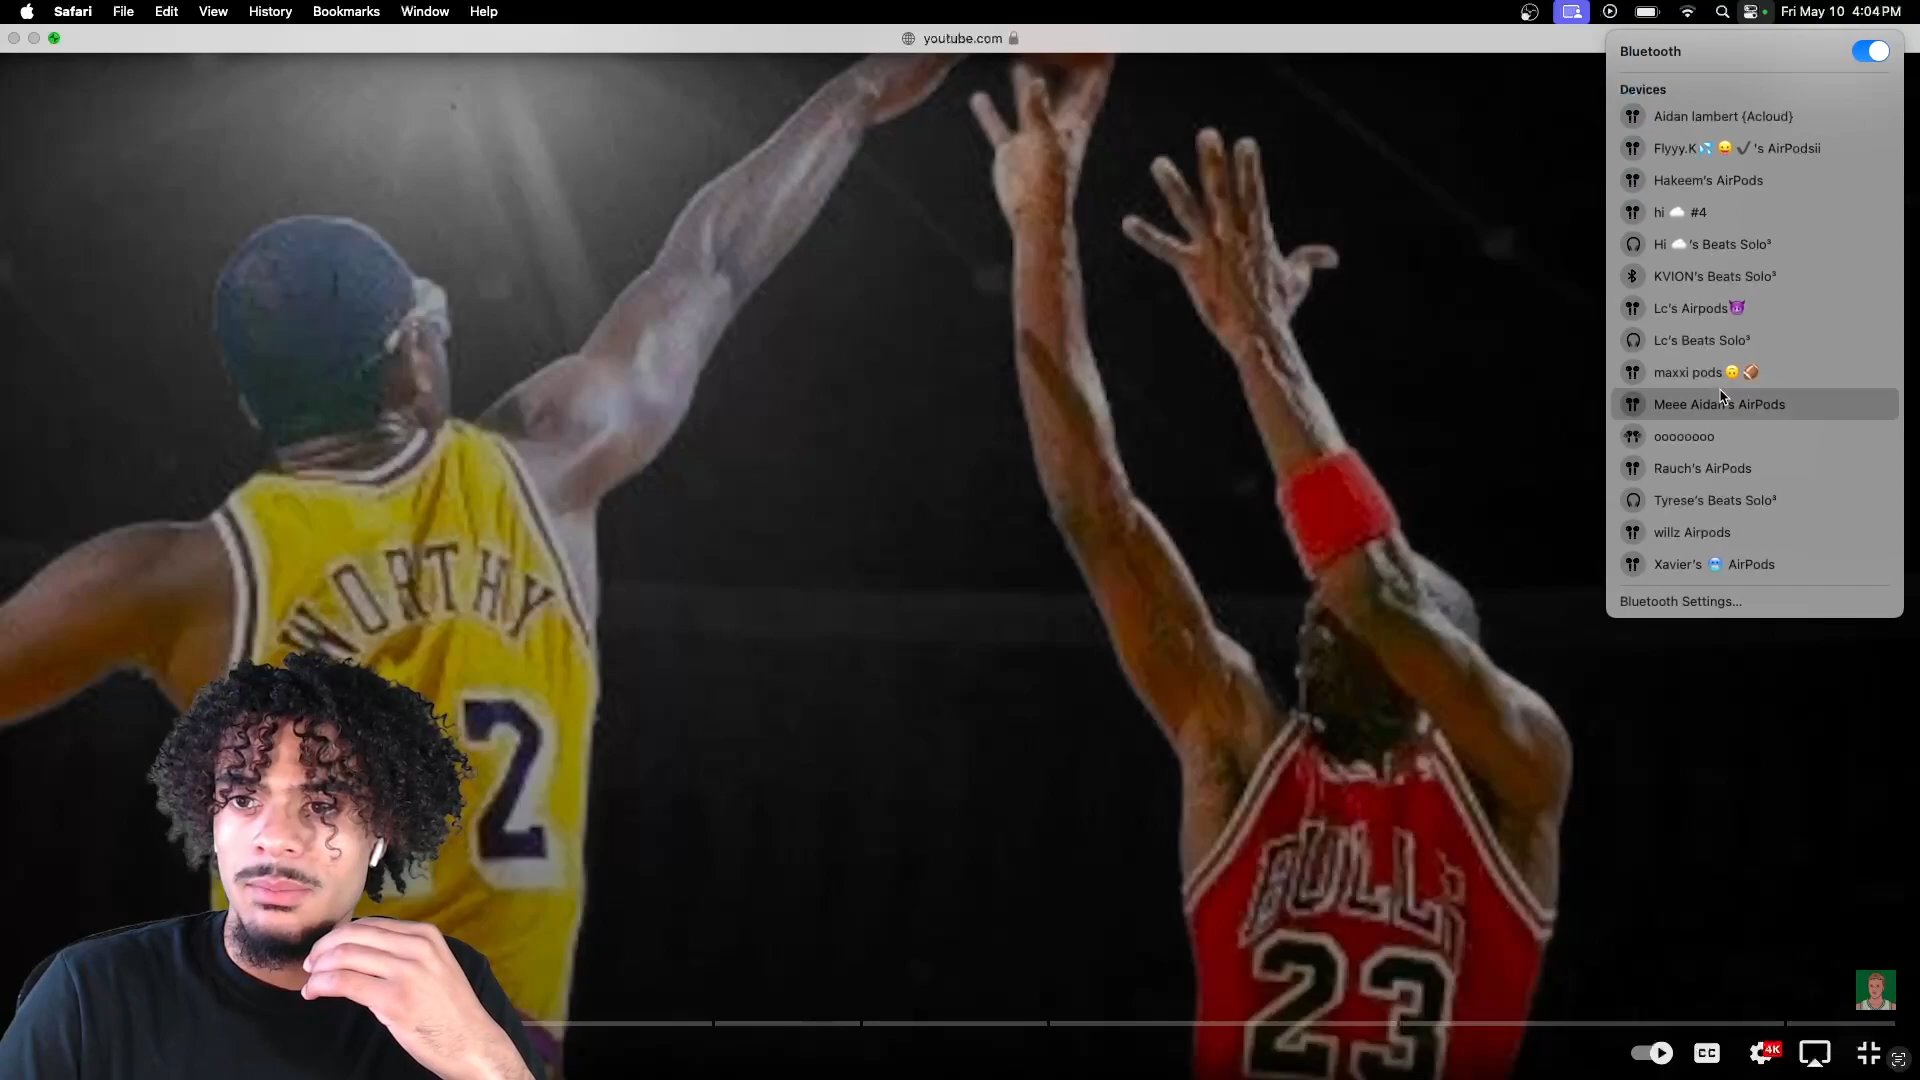 Safari File Edit View History Bookmarks Window Help
Fri May 10 4:04 PM
youtube.com
Bluetooth
Devices
Aidan lambert {Acloud}
Flyyy.K💦😛✔️'s AirPodsii
Hakeem's AirPods
hi ☁️ #4
Hi ☁️'s Beats Solo³
KVION's Beats Solo³
Lc's Airpods😈
Lc's Beats Solo³
maxxi pods🙃🏈
Meee Aidan's AirPods
oooooooo
Rauch's AirPods
Tyrese's Beats Solo³
willz Airpods
Xavier's 🥶 AirPods
Bluetooth Settings...
WORTHY
2
BULLS
23
CC
4K